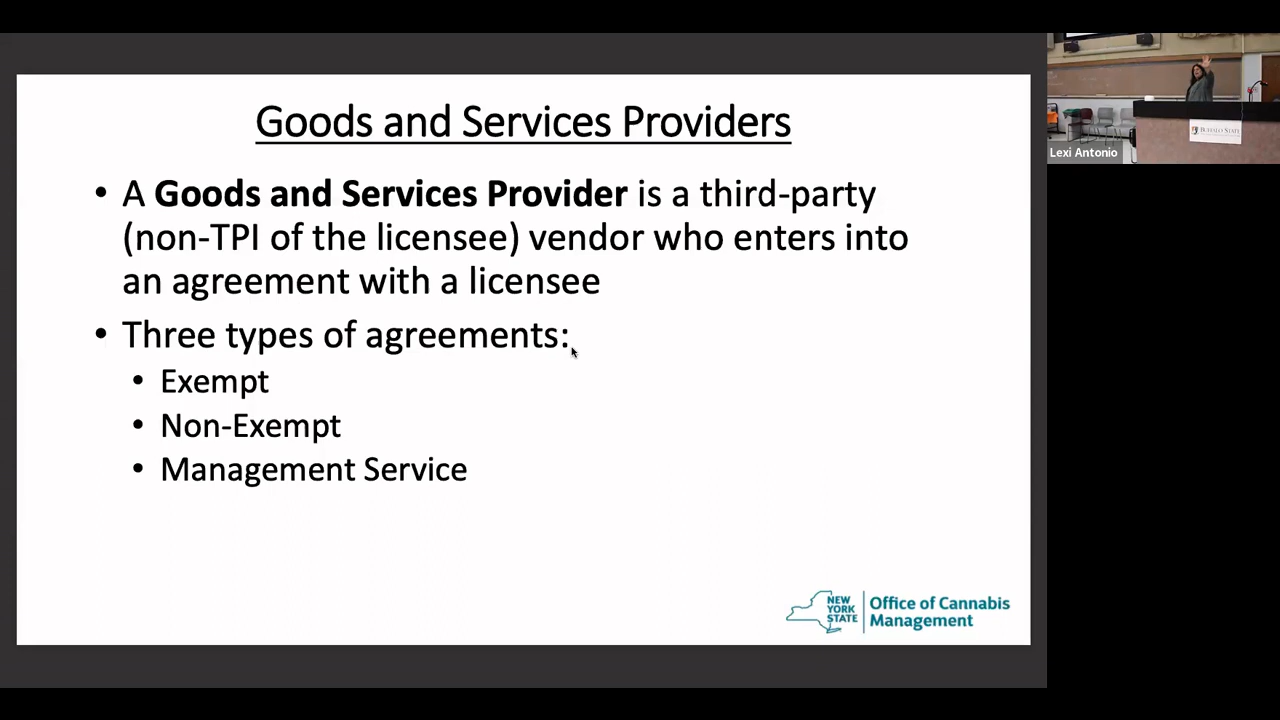 Goods and Services Providers
• A Goods and Services Provider is a third-party
(non-TPI of the licensee) vendor who enters into
an agreement with a licensee
• Three types of agreements:
• Exempt
• Non-Exempt
• Management Service
NEW
YORK
STATE
Office of Cannabis
Management
Lexi Antonio
BUFFALO STATE